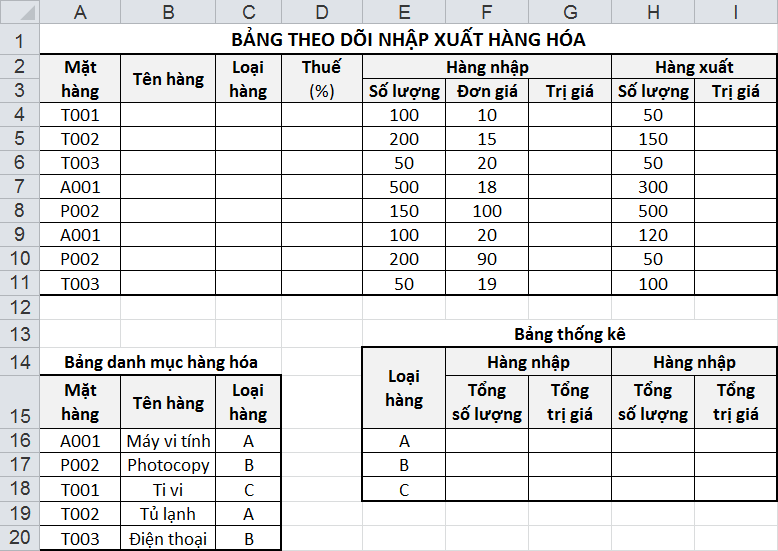 A B C D E F G H I
1 BẢNG THEO DÕI NHẬP XUẤT HÀNG HÓA
2 Mặt Tên hàng Loại Thuế Hàng nhập Hàng xuất
3 hàng hàng (%) Số lượng Đơn giá Trị giá Số lượng Trị giá
4 T001 100 10 50
5 T002 200 15 150
6 T003 50 20 50
7 A001 500 18 300
8 P002 150 100 500
9 A001 100 20 120
10 P002 200 90 50
11 T003 50 19 100
12
13 Bảng thống kê
14 Bảng danh mục hàng hóa Loại hàng Hàng nhập Hàng nhập
Mặt Tên hàng Loại Tổng Tổng Tổng Tổng
15 hàng hàng số lượng trị giá số lượng trị giá
16 A001 Máy vi tính A A
17 P002 Photocopy B B
18 T001 Ti vi C C
19 T002 Tủ lạnh A
20 T003 Điện thoại B